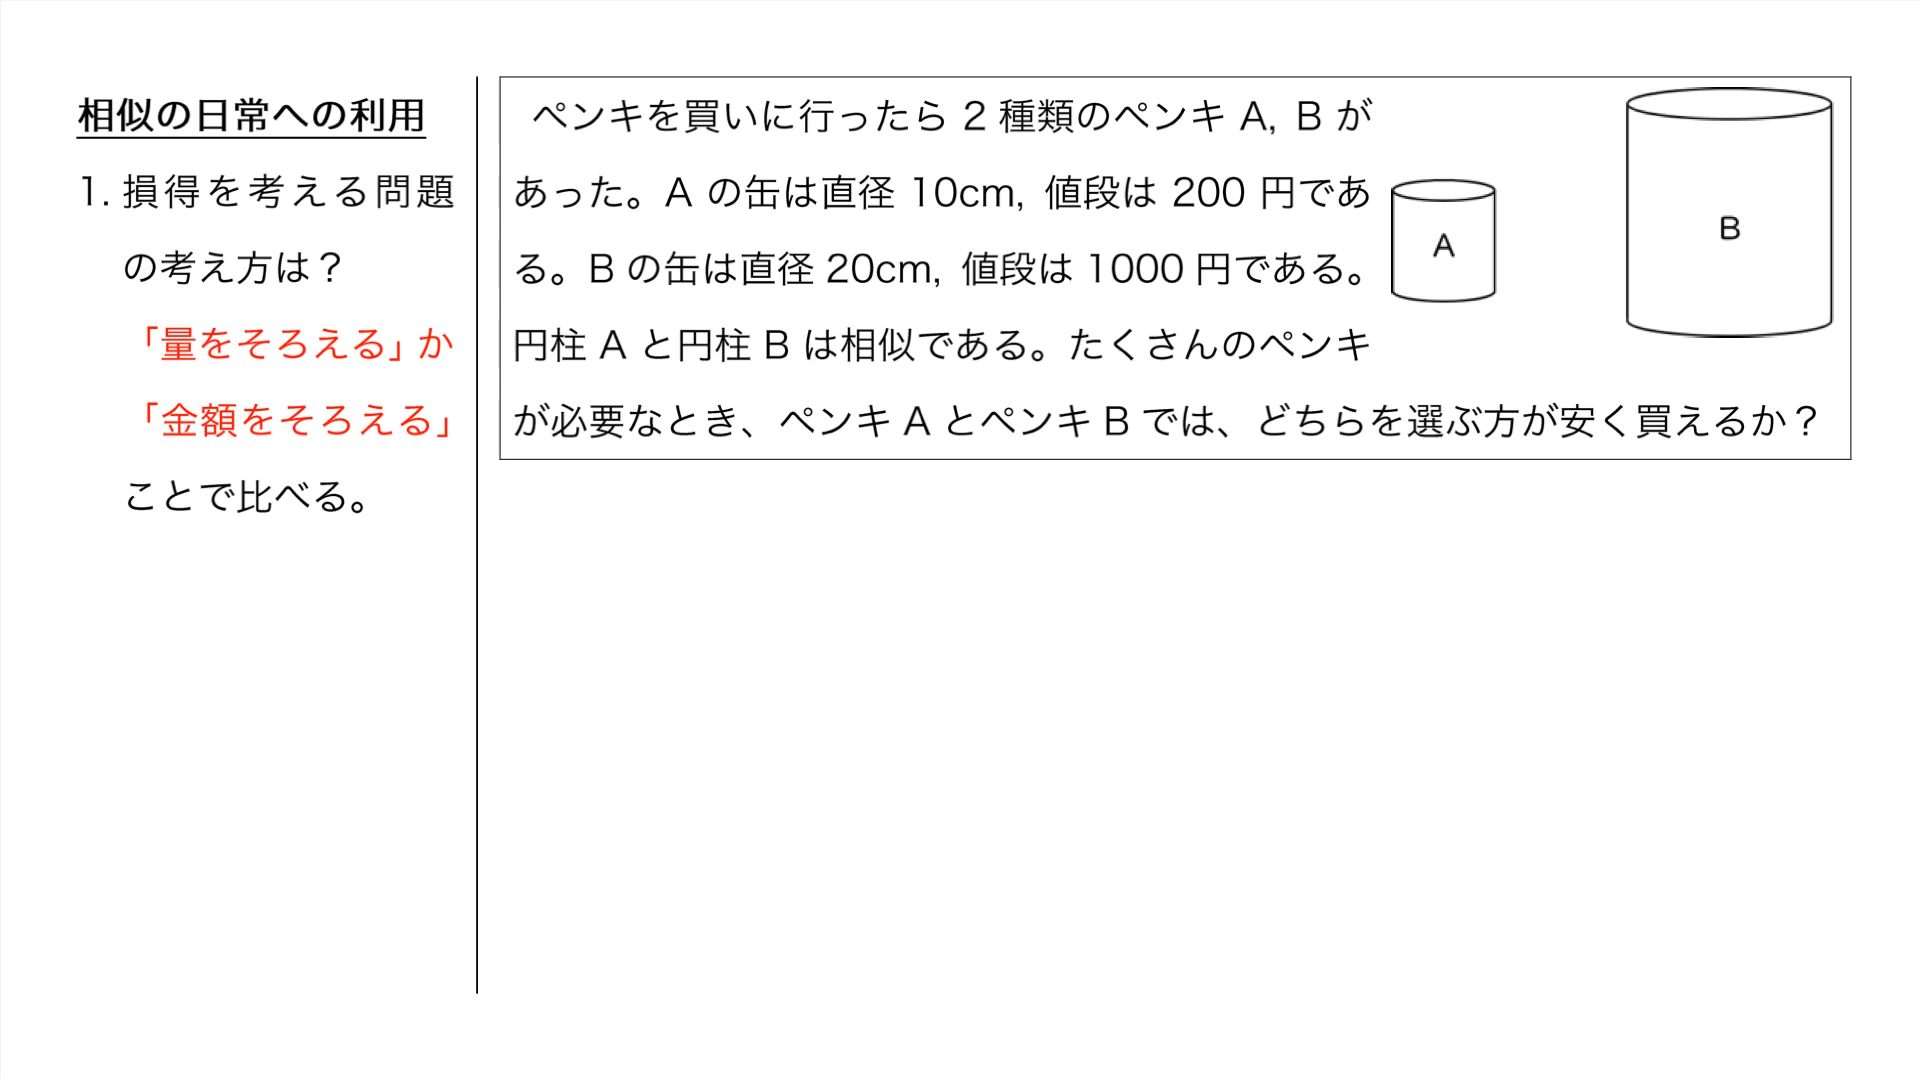 相似の日常への利用
1. 損得を考える問題
の考え方は？
「量をそろえる」か
「金額をそろえる」
ことで比べる。
ペンキを買いに行ったら 2 種類のペンキ A, B が
あった。A の缶は直径 10cm, 値段は 200 円であ
る。B の缶は直径 20cm, 値段は 1000 円である。
円柱 A と円柱 B は相似である。たくさんのペンキ
が必要なとき、ペンキ A とペンキ B では、どちらを選ぶ方が安く買えるか？
A
B